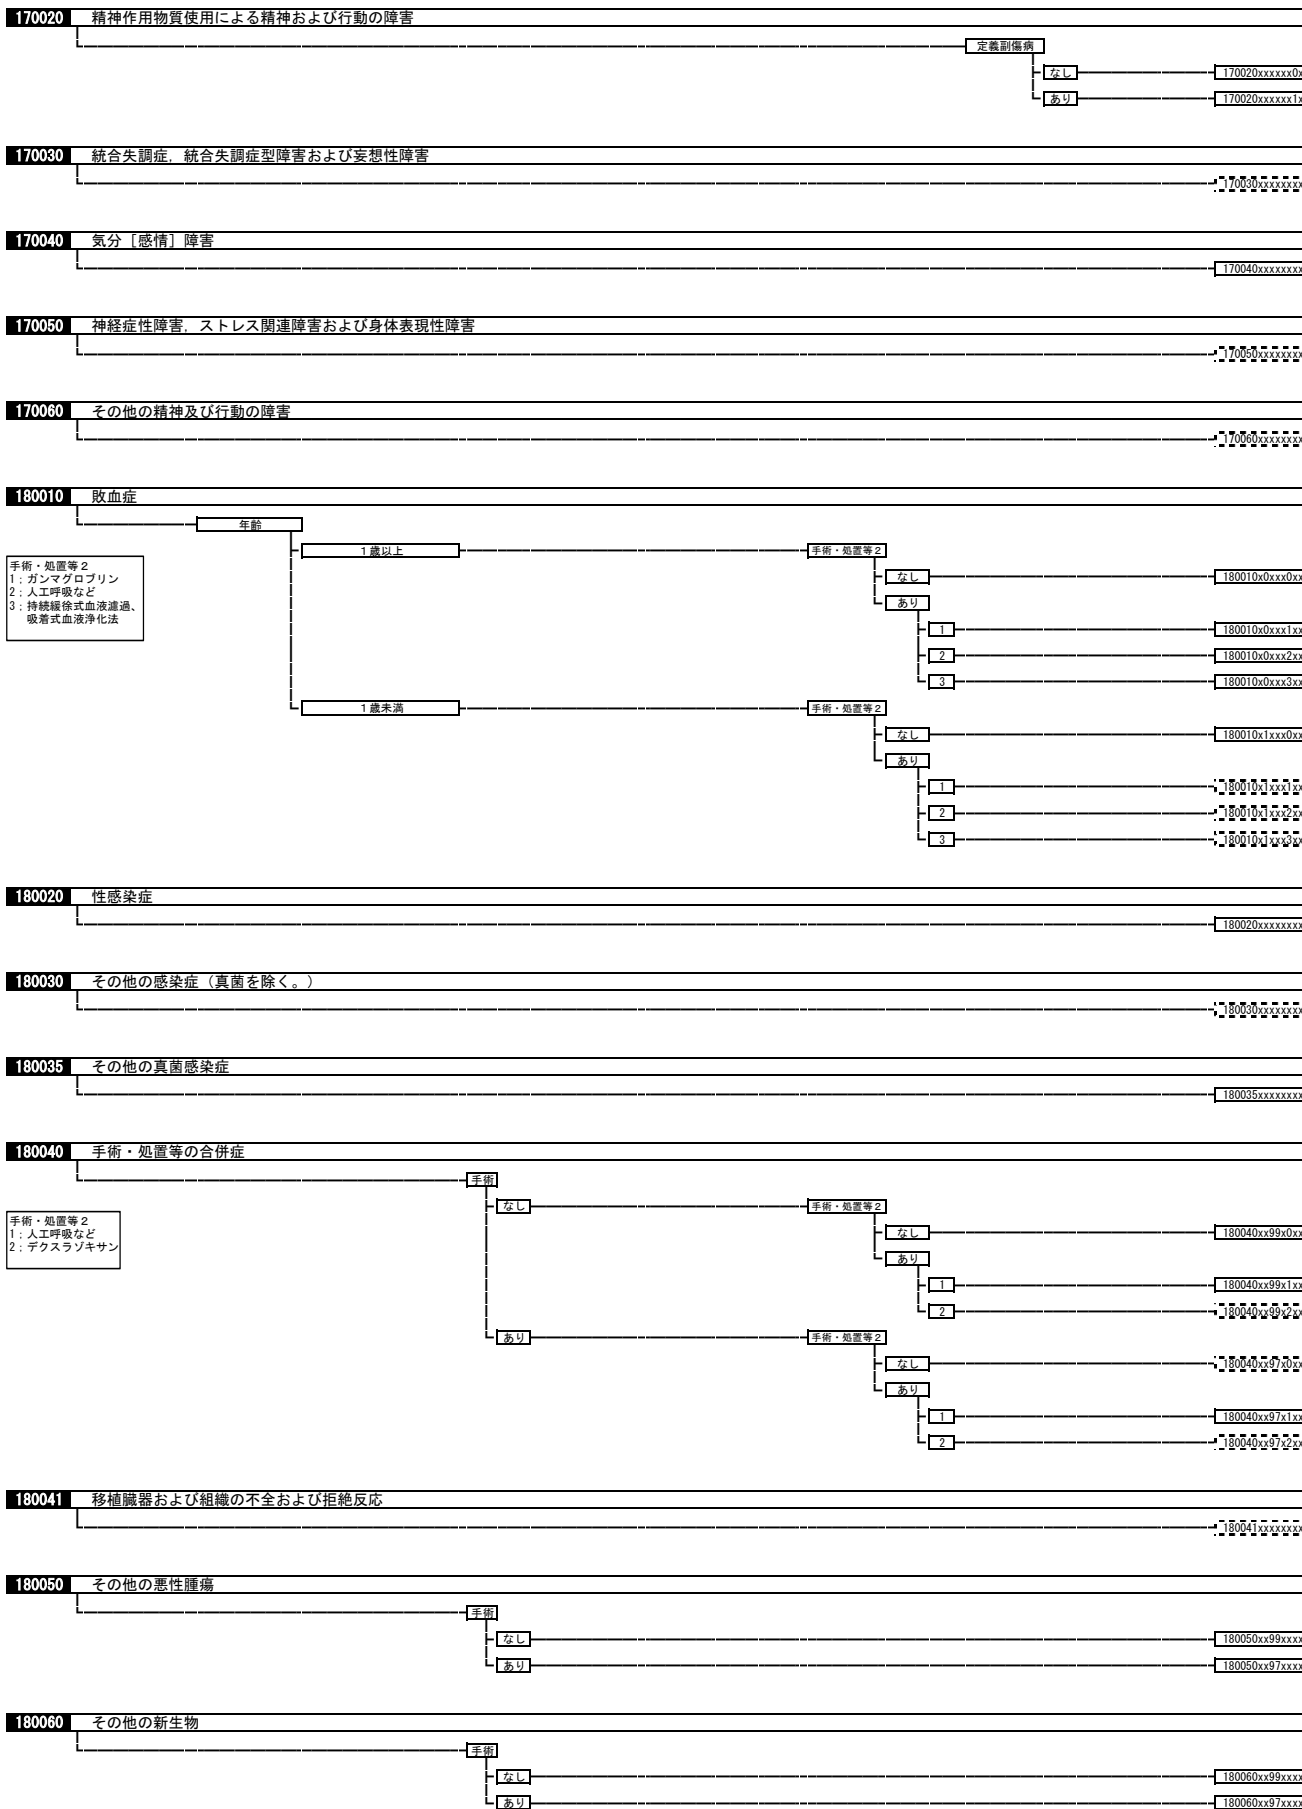 170020 精神作用物質使用による精神および行動の障害
定義副傷病
なし 170020xxxxxx0x
あり 170020xxxxxx1x
170030 統合失調症，統合失調症型障害および妄想性障害
170030xxxxxxxx
170040 気分［感情］障害
170040xxxxxxxx
170050 神経症性障害，ストレス関連障害および身体表現性障害
170050xxxxxxxx
170060 その他の精神及び行動の障害
170060xxxxxxxx
180010 敗血症
年齢
1歳以上 手術・処置等２
手術・処置等２
1：ガンマグロブリン
2：人工呼吸など
3：持続緩徐式血液濾過、
吸着式血液浄化法
なし 180010x0xxx0xx
あり
1 180010x0xxx1xx
2 180010x0xxx2xx
3 180010x0xxx3xx
1歳未満 手術・処置等２
なし 180010x1xxx0xx
あり
1 180010x1xxx1xx
2 180010x1xxx2xx
3 180010x1xxx3xx
180020 性感染症
180020xxxxxxxx
180030 その他の感染症（真菌を除く。）
180030xxxxxxxx
180035 その他の真菌感染症
180035xxxxxxxx
180040 手術・処置等の合併症
手術
なし 手術・処置等２
手術・処置等２
1：人工呼吸など
2：デクスラゾキサン
なし 180040xx99x0xx
あり
1 180040xx99x1xx
2 180040xx99x2xx
あり 手術・処置等２
なし 180040xx97x0xx
あり
1 180040xx97x1xx
2 180040xx97x2xx
180041 移植臓器および組織の不全および拒絶反応
180041xxxxxxxx
180050 その他の悪性腫瘍
手術
なし 180050xx99xxxx
あり 180050xx97xxxx
180060 その他の新生物
手術
なし 180060xx99xxxx
あり 180060xx97xxxx